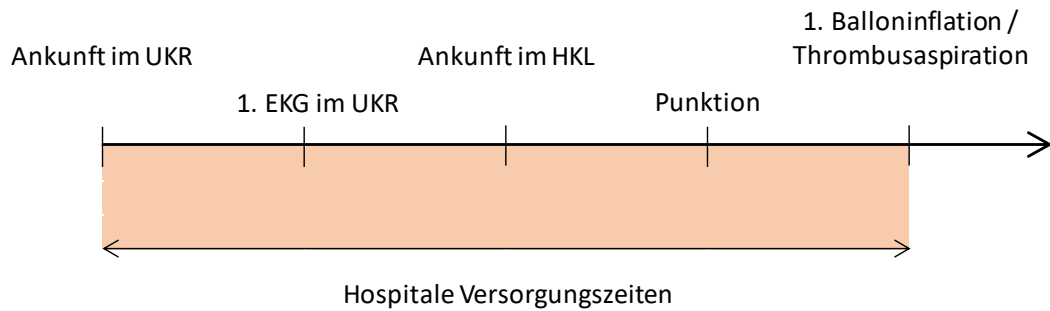 1. Balloninflation /
Ankunft im UKR
Ankunft im HKL
Thrombusaspiration
1. EKG im UKR
Punktion
Hospitale Versorgungszeiten